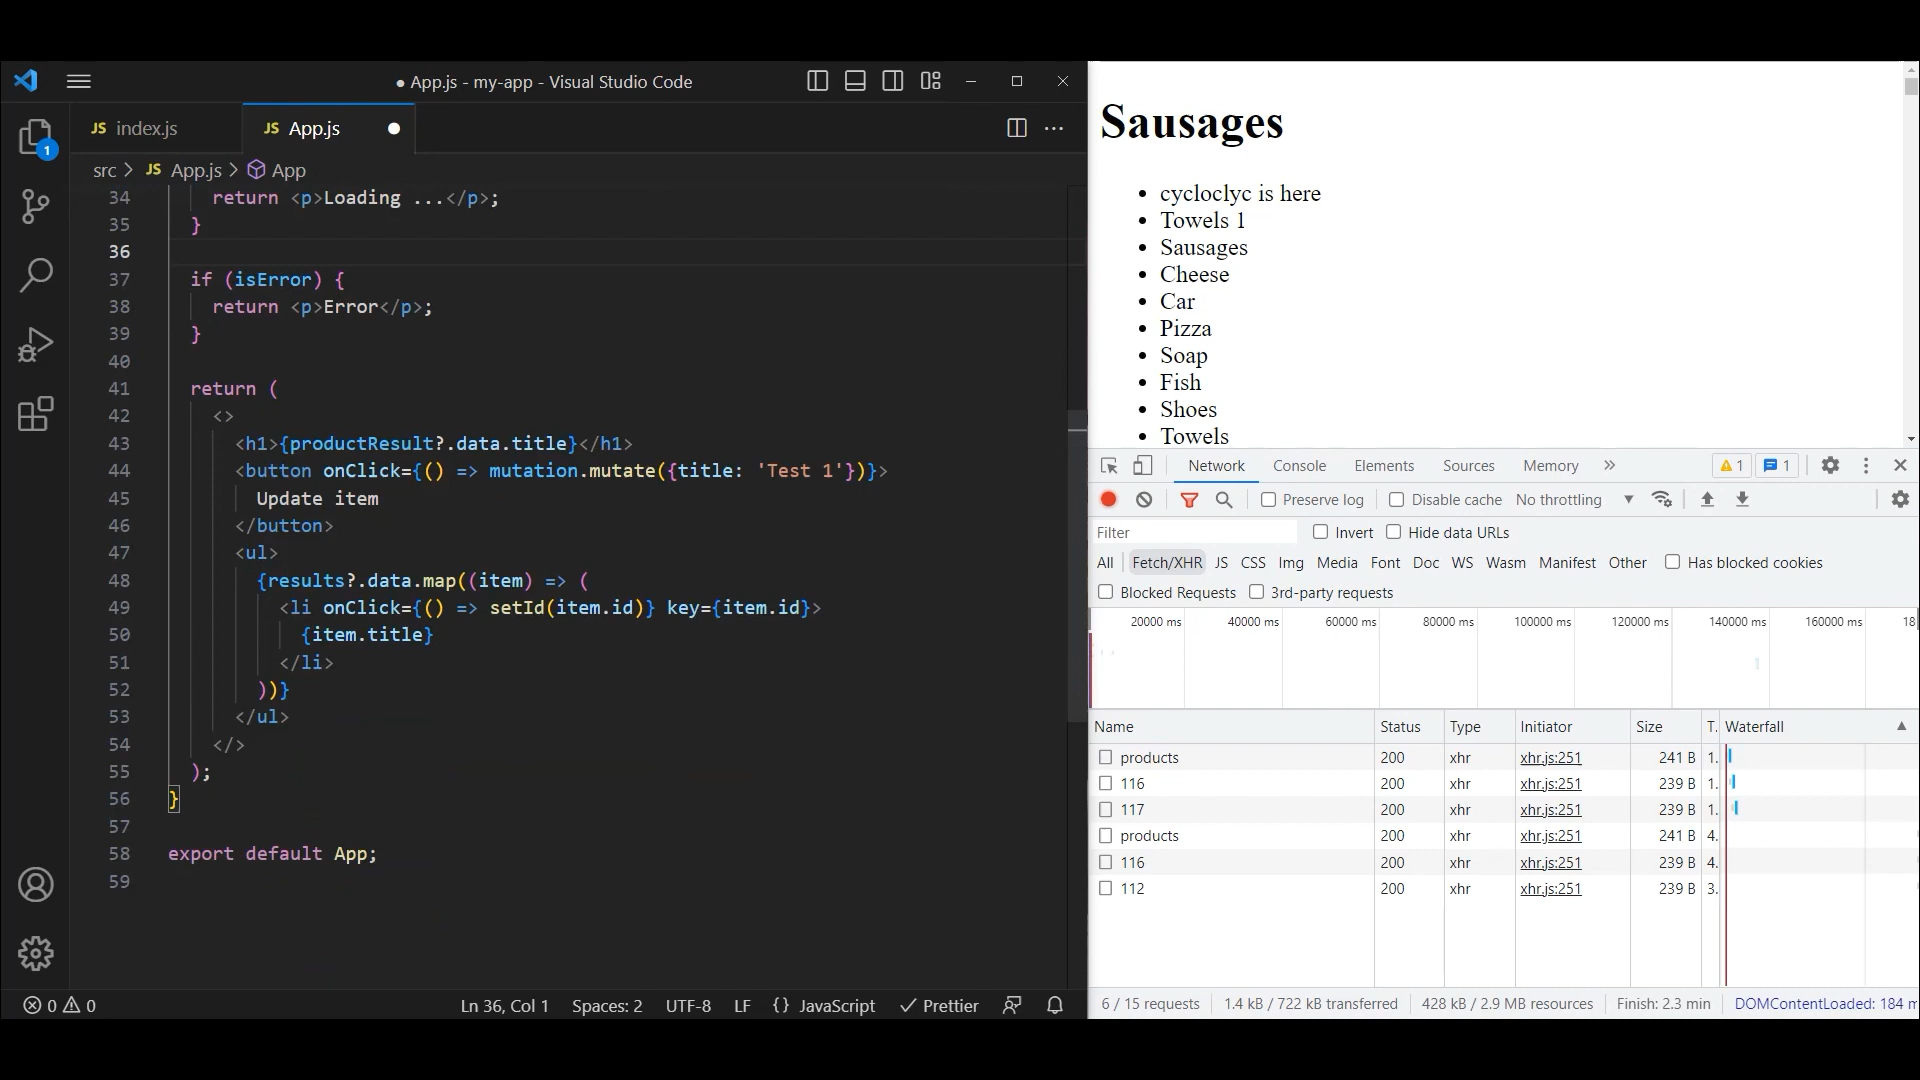 ● App.js - my-app - Visual Studio Code
JS index.js
JS App.js
1
src > JS App.js > App
34 return <p>Loading ...</p>;
35 }
36
37 if (isError) {
38 return <p>Error</p>;
39 }
40
41 return (
42 <>
43 <h1>{productResult?.data.title}</h1>
44 <button onClick={() => mutation.mutate({title: 'Test 1'})}>
45 Update item
46 </button>
47 <ul>
48 {results?.data.map((item) => (
49 <li onClick={() => setId(item.id)} key={item.id}>
50 {item.title}
51 </li>
52 ))}
53 </ul>
54 </>
55 );
56 }
57
58 export default App;
59
0 0 Ln 36, Col 1 Spaces: 2 UTF-8 LF {} JavaScript Prettier
Sausages
• cycloclyc is here
• Towels 1
• Sausages
• Cheese
• Car
• Pizza
• Soap
• Fish
• Shoes
• Towels
Network Console Elements Sources Memory » 1 1
Preserve log Disable cache No throttling
Filter Invert Hide data URLs
All Fetch/XHR JS CSS Img Media Font Doc WS Wasm Manifest Other Has blocked cookies
Blocked Requests 3rd-party requests
20000 ms 40000 ms 60000 ms 80000 ms 100000 ms 120000 ms 140000 ms 160000 ms 18
Name Status Type Initiator Size T. Waterfall
products 200 xhr xhr.js:251 241 B 1.
116 200 xhr xhr.js:251 239 B 1.
117 200 xhr xhr.js:251 239 B 1.
products 200 xhr xhr.js:251 241 B 4.
116 200 xhr xhr.js:251 239 B 4.
112 200 xhr xhr.js:251 239 B 3.
6 / 15 requests 1.4 kB / 722 kB transferred 428 kB / 2.9 MB resources Finish: 2.3 min DOMContentLoaded: 184 m